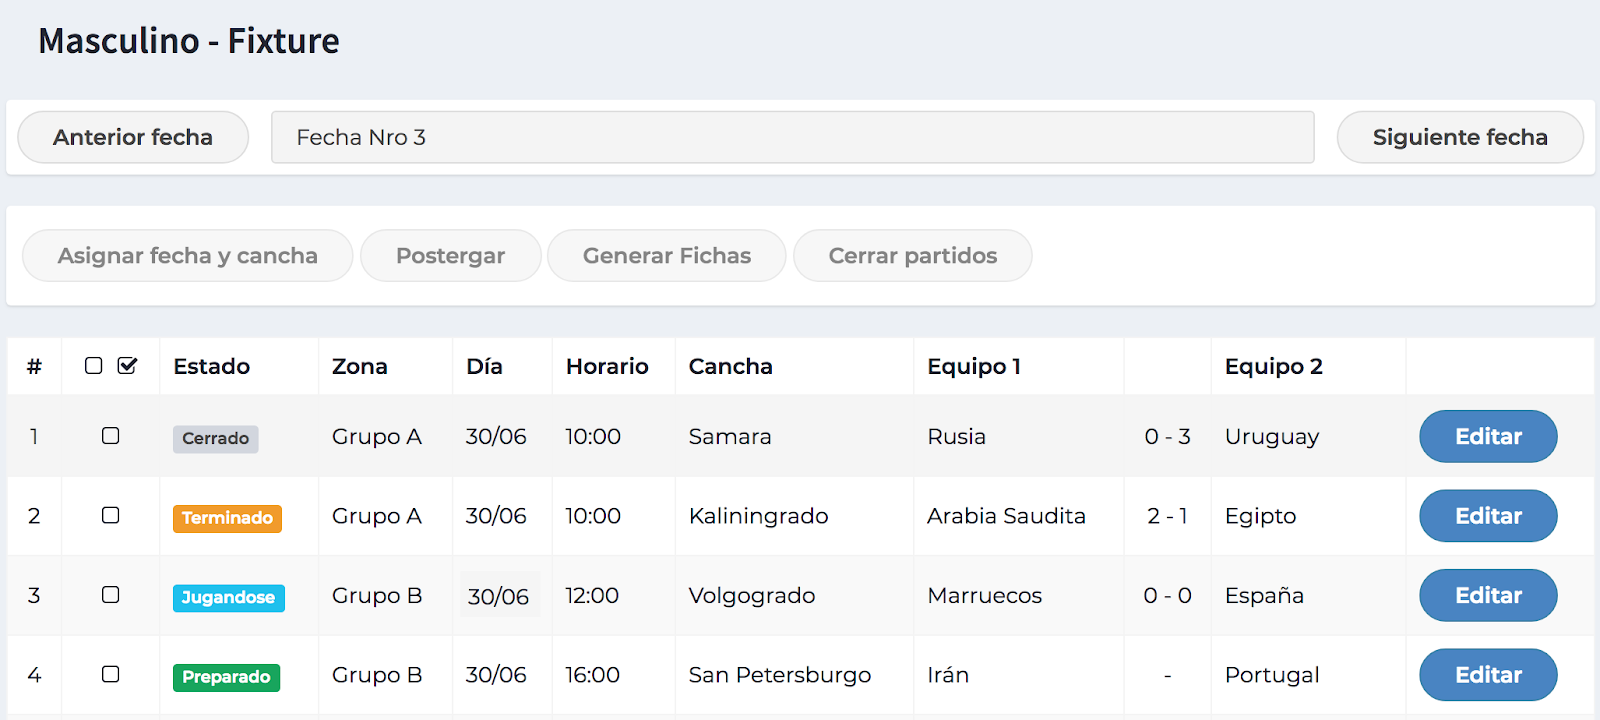 Masculino - Fixture
Anterior fecha Fecha Nro 3 Siguiente fecha
Asignar fecha y cancha Postergar Generar Fichas Cerrar partidos
# Estado Zona Día Horario Cancha Equipo 1 Equipo 2
1 Cerrado Grupo A 30/06 10:00 Samara Rusia 0 - 3 Uruguay Editar
2 Terminado Grupo A 30/06 10:00 Kaliningrado Arabia Saudita 2 - 1 Egipto Editar
3 Jugandose Grupo B 30/06 12:00 Volgogrado Marruecos 0 - 0 España Editar
4 Preparado Grupo B 30/06 16:00 San Petersburgo Irán - Portugal Editar